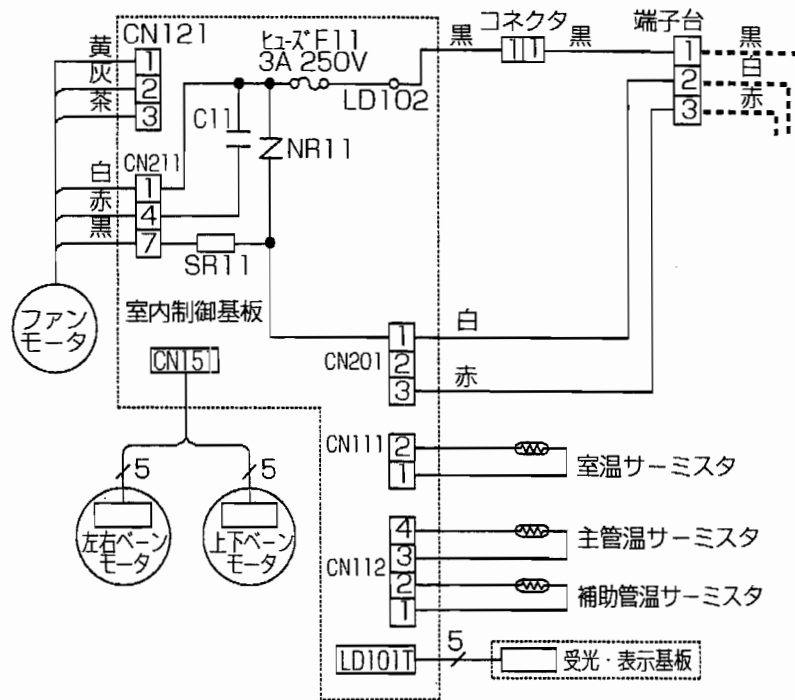 黄
灰
茶
CN121
1
2
3
ヒューズF11
3A 250V
LD102
黒
コネクタ
1 1
黒
端子台
1
2
3
黒
白
赤
C11
NR11
CN211
白
赤
黒
1
4
7
SR11
ファン
モータ
室内制御基板
CN151
5
5
左右ベーン
モータ
上下ベーン
モータ
CN201
1
2
3
白
赤
CN111
2
1
室温サーミスタ
CN112
4
3
2
1
主管温サーミスタ
補助管温サーミスタ
LD101T
5
受光・表示基板